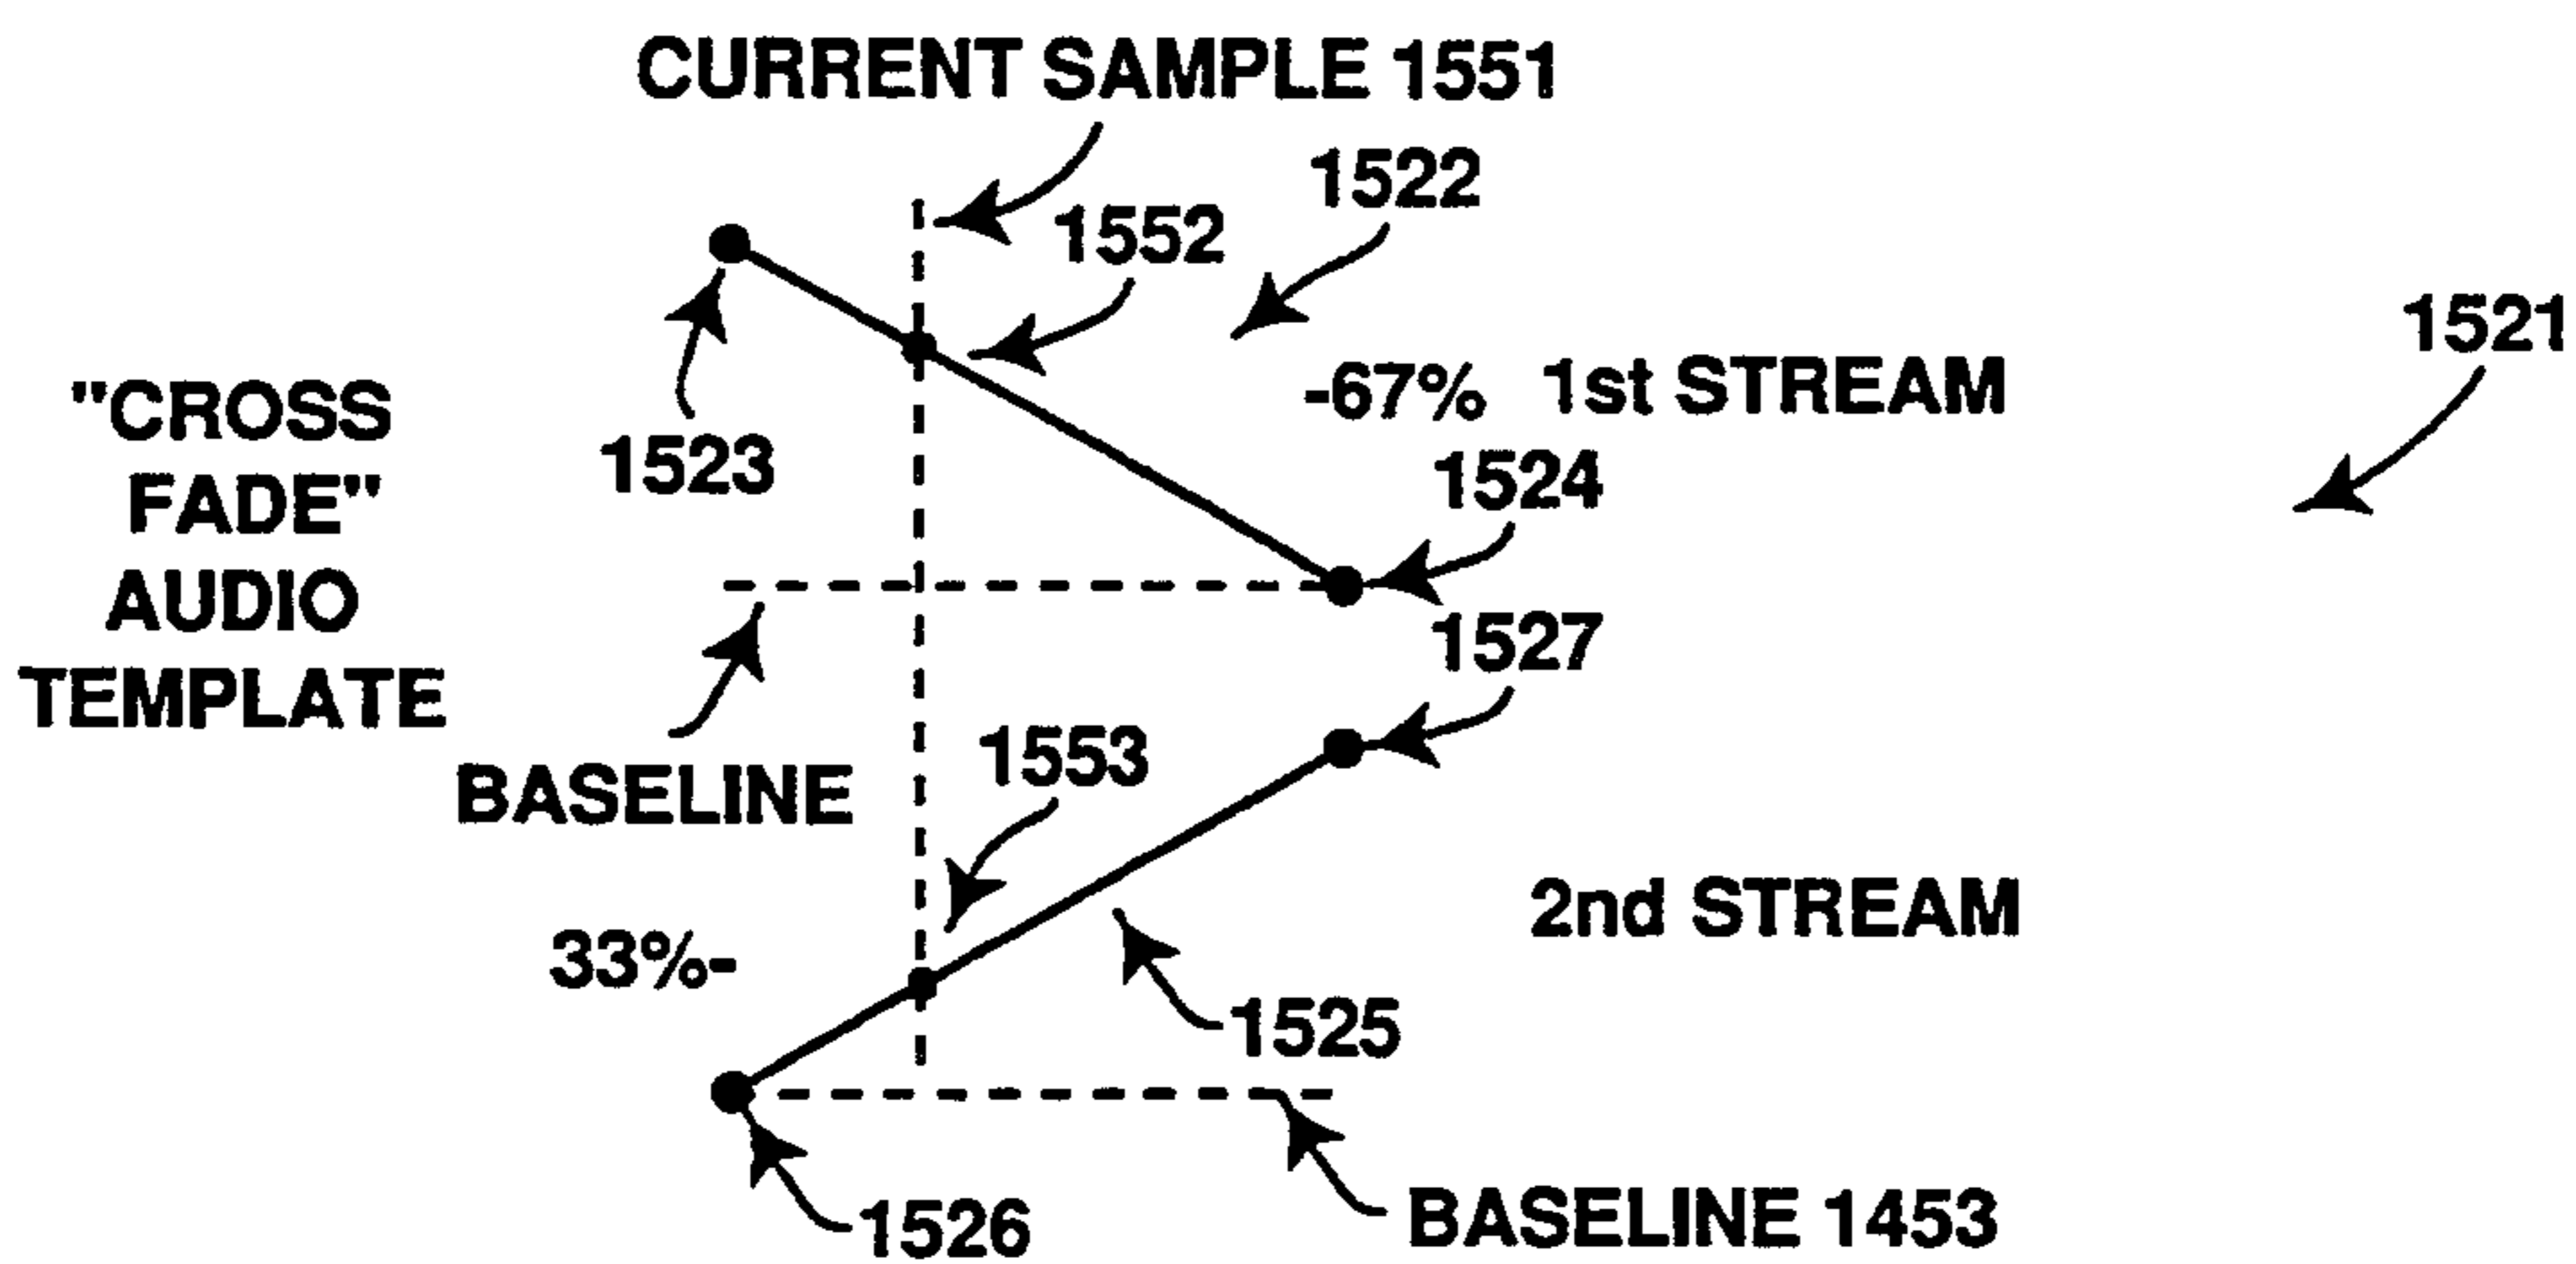 CURRENT SAMPLE 1551
1522
1552
1521
-67% 1st STREAM
"CROSS
FADE"
AUDIO
TEMPLATE
1523
1524
1527
1553
BASELINE
2nd STREAM
33%-
1525
1526
BASELINE 1453